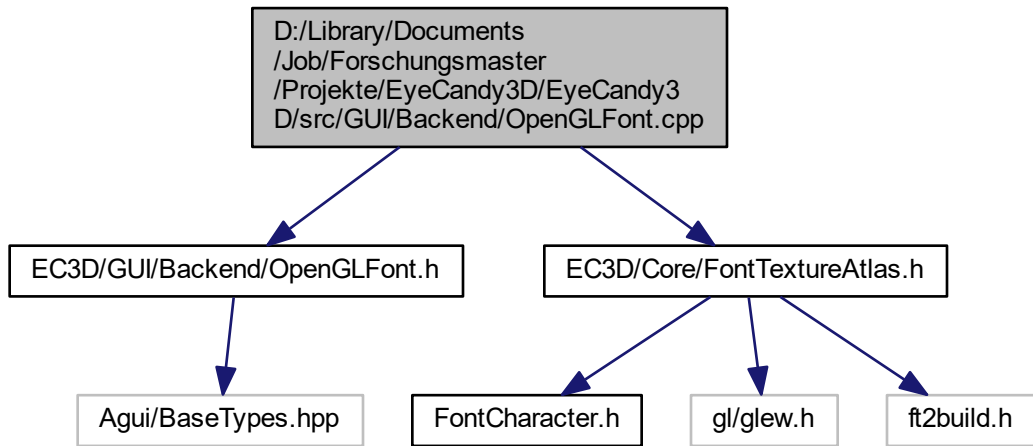 D:/Library/Documents
/Job/Forschungsmaster
/Projekte/EyeCandy3D/EyeCandy3
D/src/GUI/Backend/OpenGLFont.cpp
EC3D/GUI/Backend/OpenGLFont.h
EC3D/Core/FontTextureAtlas.h
Agui/BaseTypes.hpp
FontCharacter.h
gl/glew.h
ft2build.h